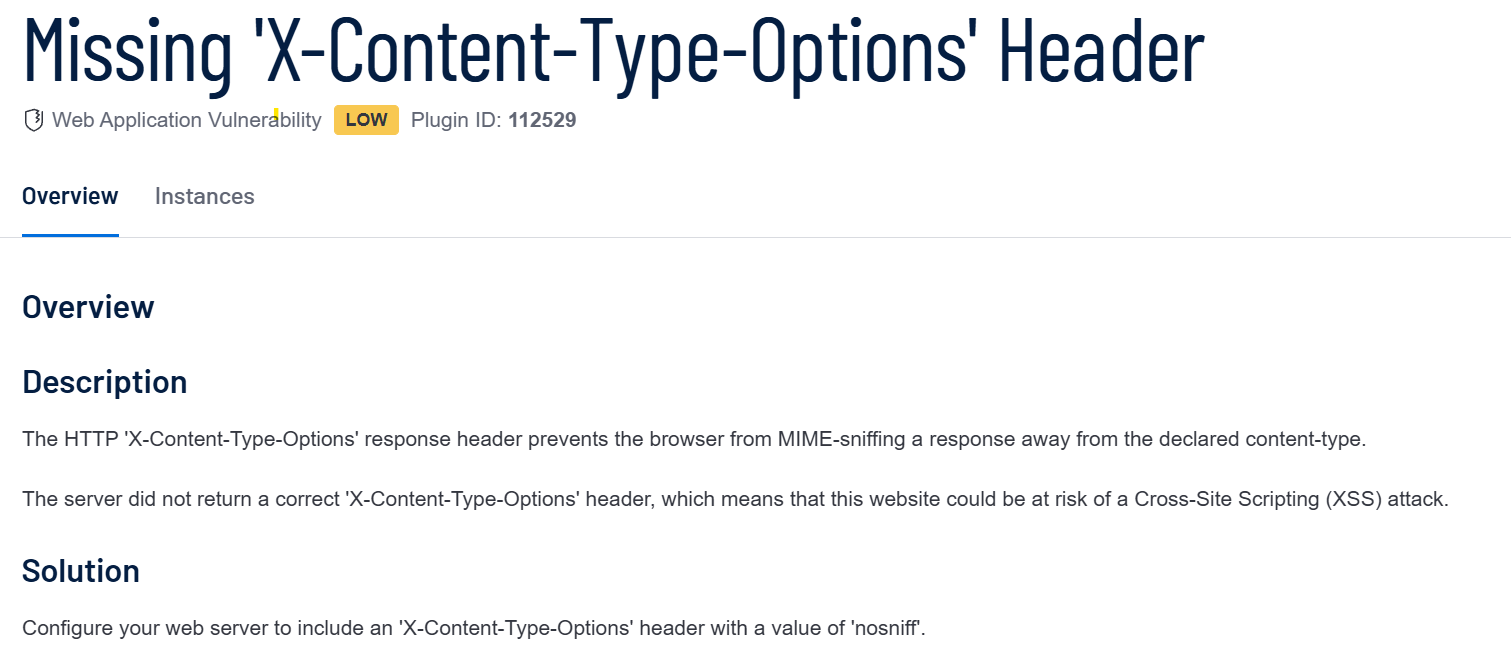 Missing 'X-Content-Type-Options' Header
Web Application Vulnerability LOW Plugin ID: 112529
Overview Instances
Overview
Description
The HTTP 'X-Content-Type-Options' response header prevents the browser from MIME-sniffing a response away from the declared content-type.
The server did not return a correct 'X-Content-Type-Options' header, which means that this website could be at risk of a Cross-Site Scripting (XSS) attack.
Solution
Configure your web server to include an 'X-Content-Type-Options' header with a value of 'nosniff'.